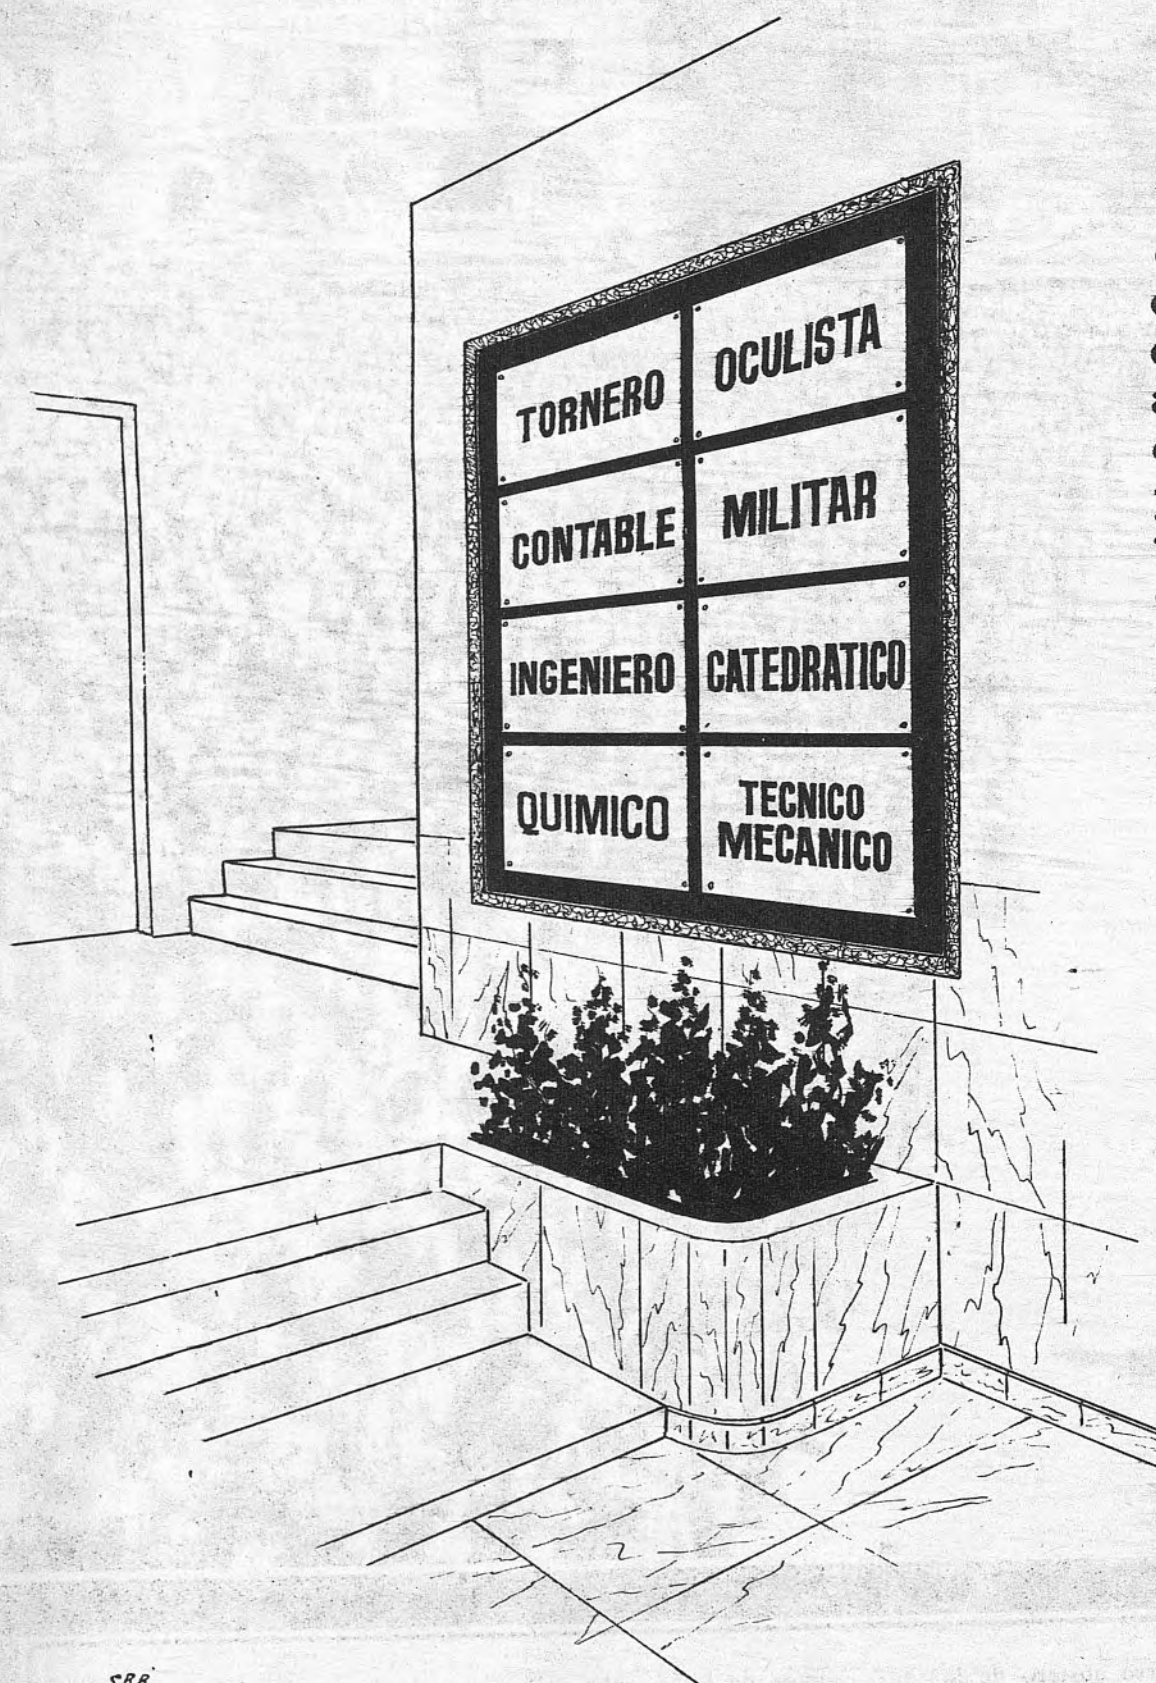 TORNERO
OCULISTA
CONTABLE
MILITAR
INGENIERO
CATEDRATICO
QUIMICO
TECNICO
MECANICO